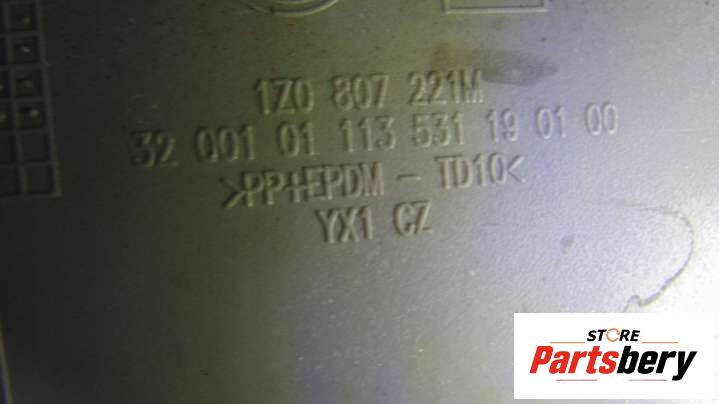 1Z0 807 221M
32 001 01 113 531 19 01 00
>PP+EPDM - TD10<
YX1 CZ
STORE
Partsbery